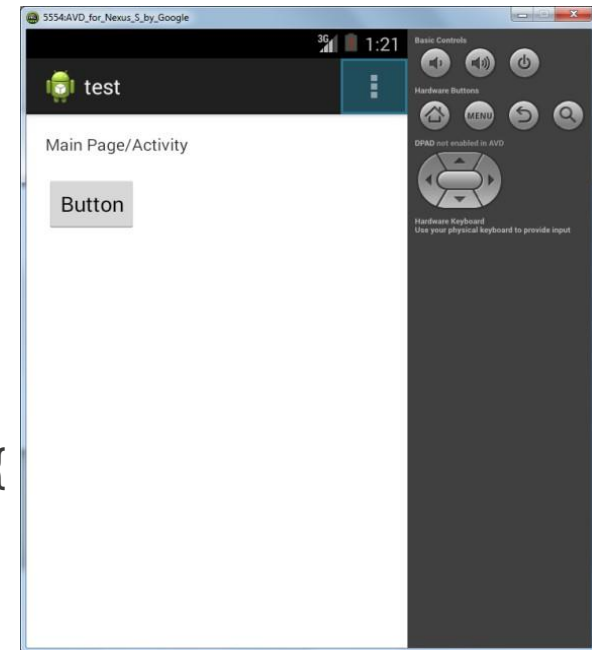 5554:AVD_for_Nexus_S_by_Google
3G 1:21
test
Main Page/Activity
Button
{
Basic Controls
Hardware Buttons
MENU
DPAD not enabled in AVD
Hardware Keyboard
Use your physical keyboard to provide input